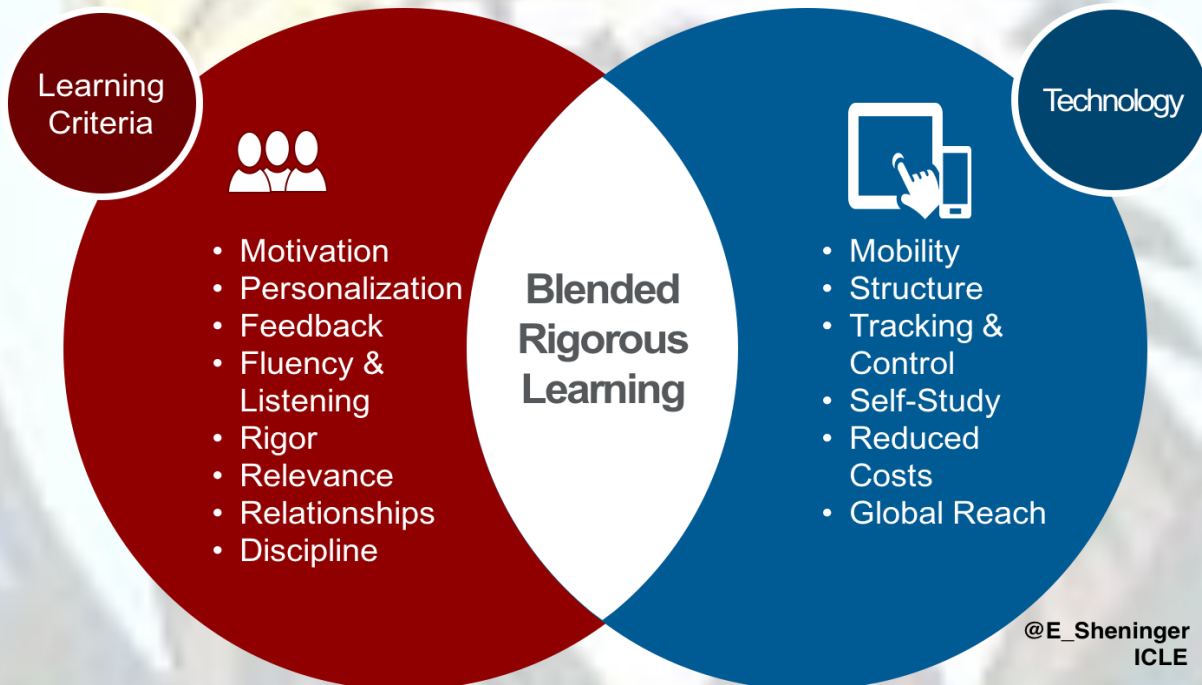 Learning
Criteria
• Motivation
• Personalization
• Feedback
• Fluency &
Listening
• Rigor
• Relevance
• Relationships
• Discipline
Blended
Rigorous
Learning
Technology
• Mobility
• Structure
• Tracking &
Control
• Self-Study
• Reduced
Costs
• Global Reach
@E_Sheninger
ICLE